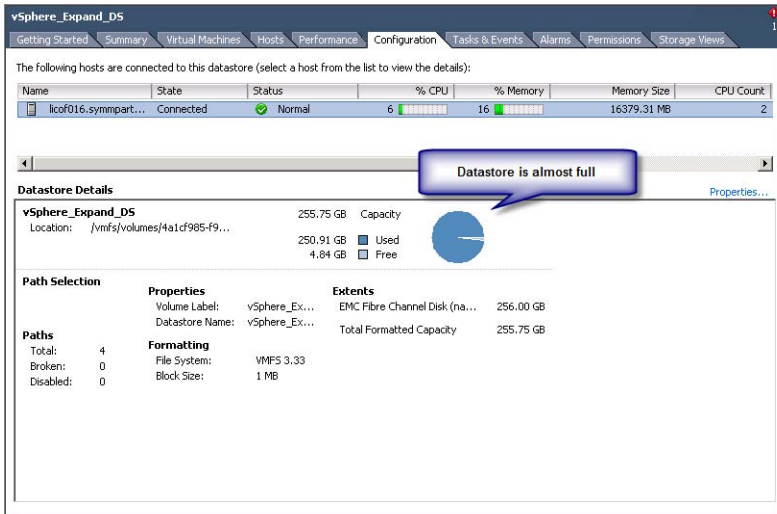 vSphere_Expand_DS
Getting Started Summary Virtual Machines Hosts Performance Configuration Tasks & Events Alarms Permissions Storage Views
The following hosts are connected to this datastore (select a host from the list to view the details):
Name State Status % CPU % Memory Memory Size CPU Count
licof016.symmpart... Connected Normal 6 16 16379.31 MB 2
Datastore is almost full
Datastore Details
Properties...
vSphere_Expand_DS 255.75 GB Capacity
Location: /vmfs/volumes/4a1cf985-f9...
250.91 GB Used
4.84 GB Free
Path Selection
Properties Extents
Volume Label: vSphere_Ex... EMC Fibre Channel Disk (na... 256.00 GB
Datastore Name: vSphere_Ex...
Total Formatted Capacity 255.75 GB
Paths
Total: 4
Broken: 0
Disabled: 0
Formatting
File System: VMFS 3.33
Block Size: 1 MB